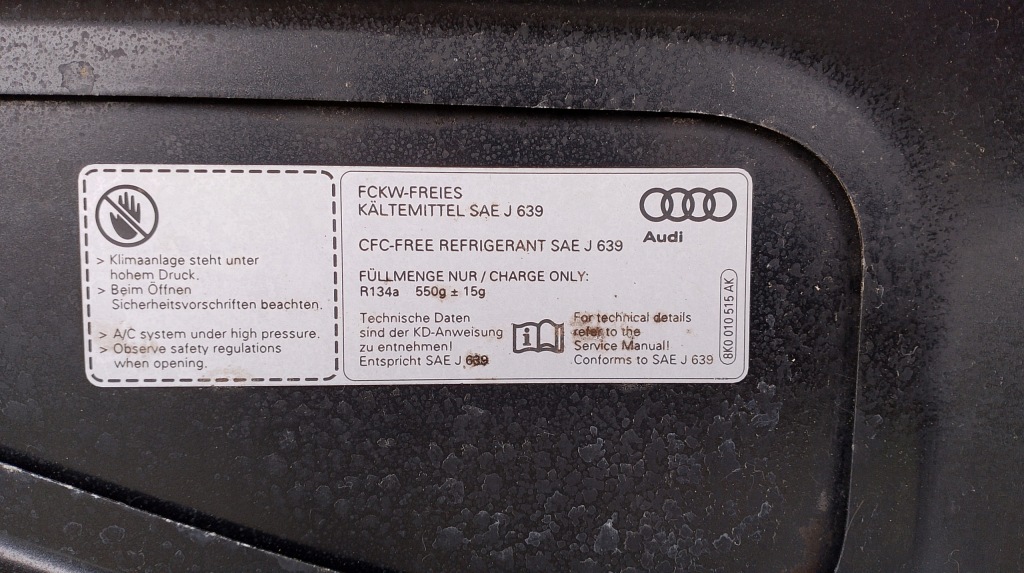 > Klimaanlage steht unter
hohem Druck.
> Beim Öffnen
Sicherheitsvorschriften beachten.
> A/C system under high pressure.
> Observe safety regulations
when opening.
FCKW-FREIES
KÄLTEMITTEL SAE J 639
CFC-FREE REFRIGERANT SAE J 639
FÜLLMENGE NUR / CHARGE ONLY:
R134a 550g ± 15g
Technische Daten
sind der KD-Anweisung
zu entnehmen!
Entspricht SAE J 639
i
For technical details
refer to the
Service Manual!
Conforms to SAE J 639
Audi
8K0 010 515 AK